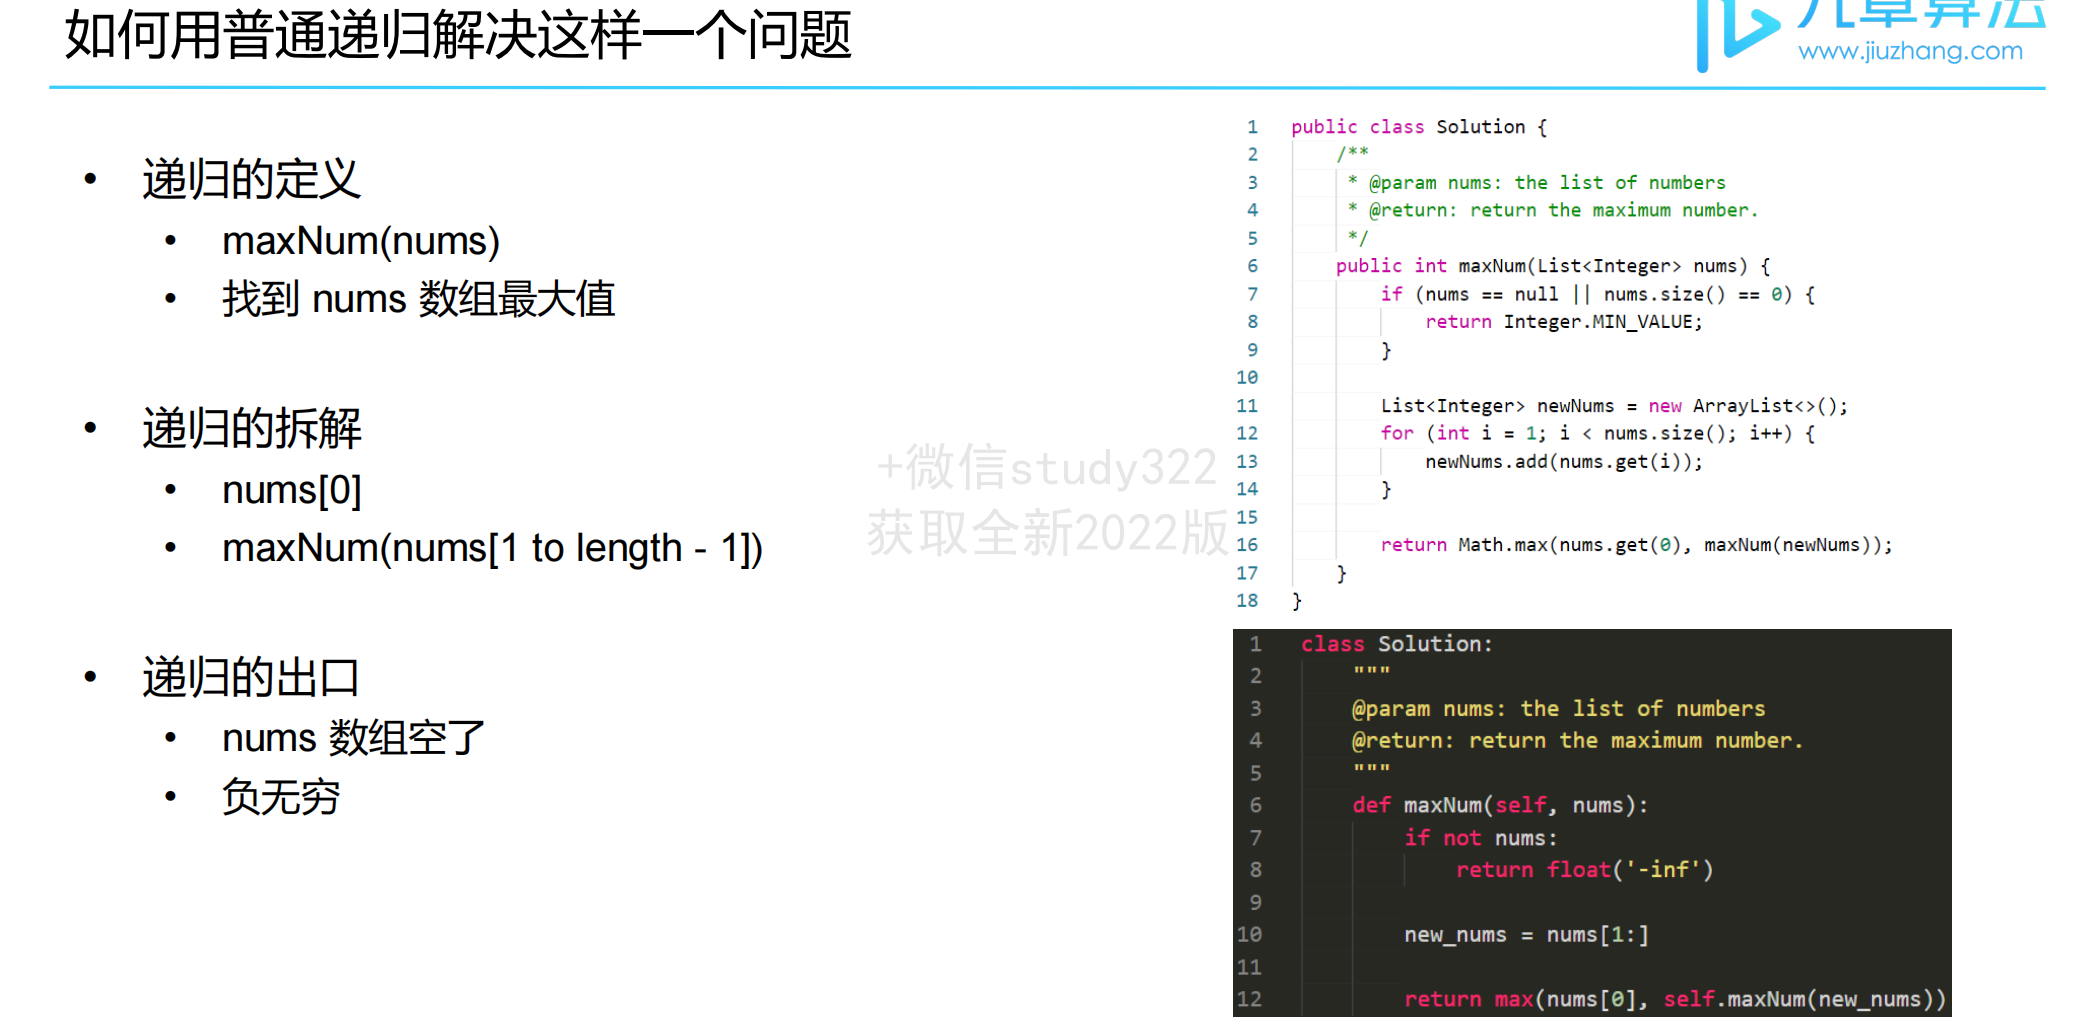 如何用普通递归解决这样一个问题
九章算法
www.jiuzhang.com
• 递归的定义
• maxNum(nums)
• 找到 nums 数组最大值
• 递归的拆解
• nums[0]
• maxNum(nums[1 to length - 1])
• 递归的出口
• nums 数组空了
• 负无穷
+微信study322
获取全新2022版
1 public class Solution {
2 /**
3 * @param nums: the list of numbers
4 * @return: return the maximum number.
5 */
6 public int maxNum(List<Integer> nums) {
7 if (nums == null || nums.size() == 0) {
8 return Integer.MIN_VALUE;
9 }
10
11 List<Integer> newNums = new ArrayList<>();
12 for (int i = 1; i < nums.size(); i++) {
13 newNums.add(nums.get(i));
14 }
15
16 return Math.max(nums.get(0), maxNum(newNums));
17 }
18 }
1 class Solution:
2 """
3 @param nums: the list of numbers
4 @return: return the maximum number.
5 """
6 def maxNum(self, nums):
7 if not nums:
8 return float('-inf')
9
10 new_nums = nums[1:]
11
12 return max(nums[0], self.maxNum(new_nums))